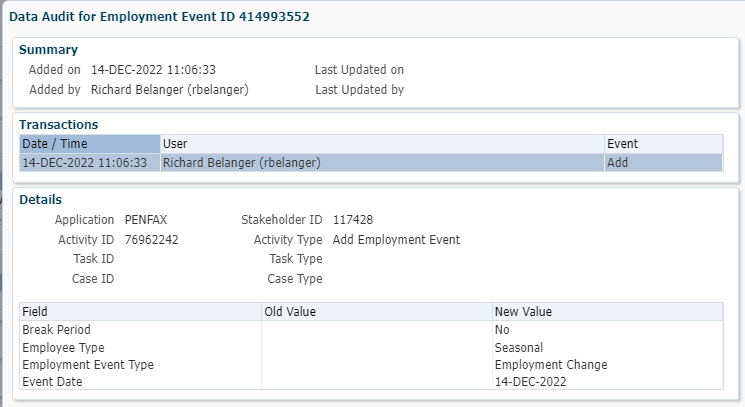 Data Audit for Employment Event ID 414993552
Summary
Added on 14-DEC-2022 11:06:33 Last Updated on
Added by Richard Belanger (rbelanger) Last Updated by
Transactions
Date / Time User Event
14-DEC-2022 11:06:33 Richard Belanger (rbelanger) Add
Details
Application PENFAX Stakeholder ID 117428
Activity ID 76962242 Activity Type Add Employment Event
Task ID Task Type
Case ID Case Type
Field Old Value New Value
Break Period No
Employee Type Seasonal
Employment Event Type Employment Change
Event Date 14-DEC-2022